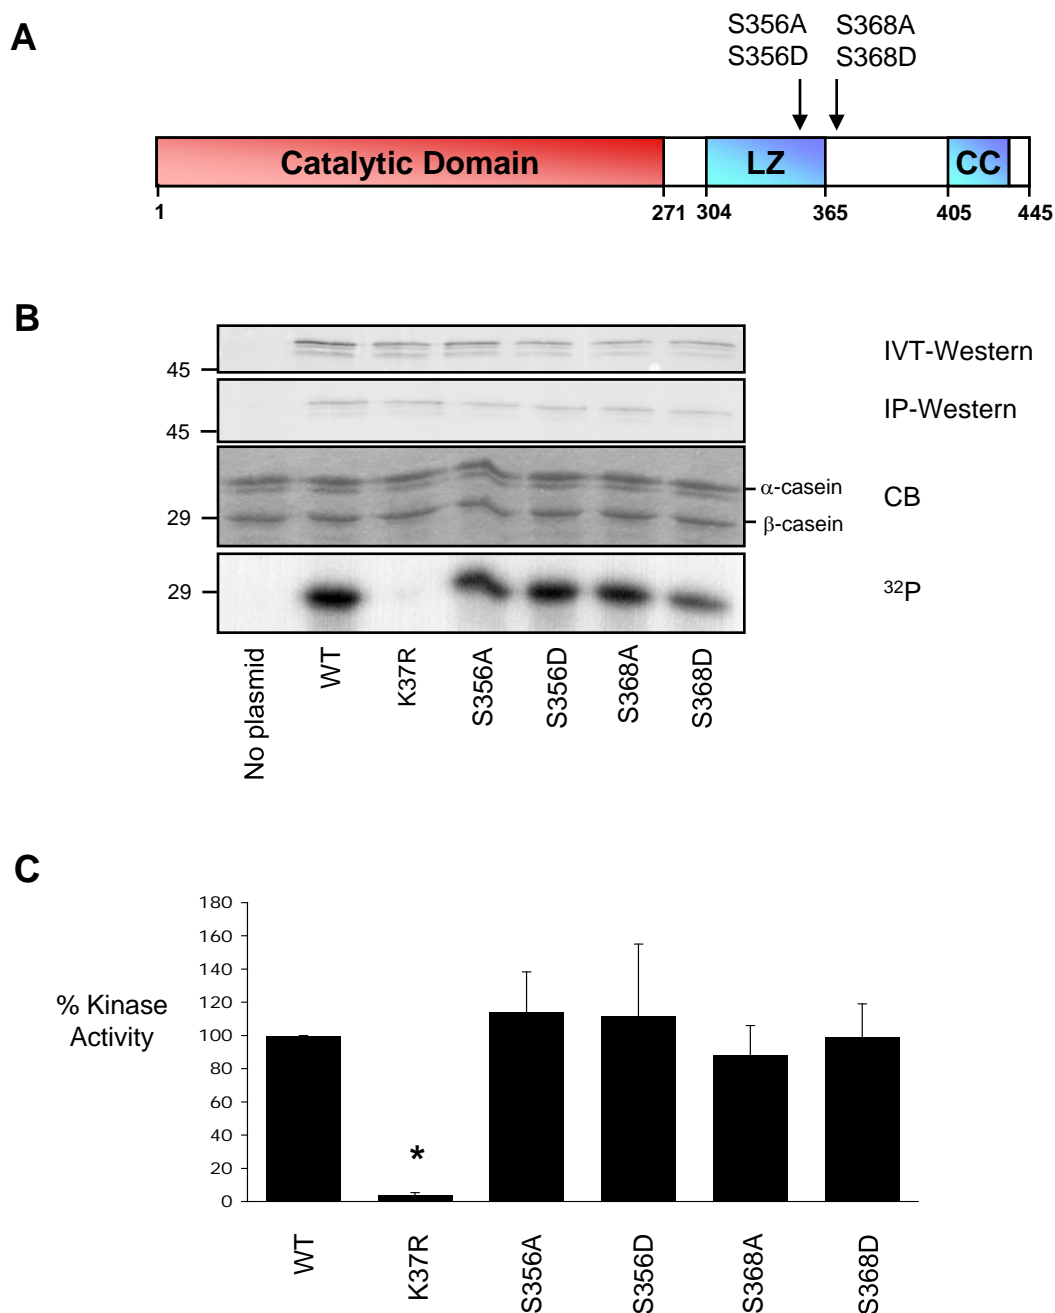 A
S356A S368A
S356D S368D
Catalytic Domain LZ CC
1 271 304 365 405 445
B
45 IVT-Western
45 IP-Western
α-casein
29 β-casein CB
29 ³²P
No plasmid WT K37R S356A S356D S368A S368D
C
% Kinase
Activity
180
160
140
120
100
80
60
40
20
0
*
WT K37R S356A S356D S368A S368D